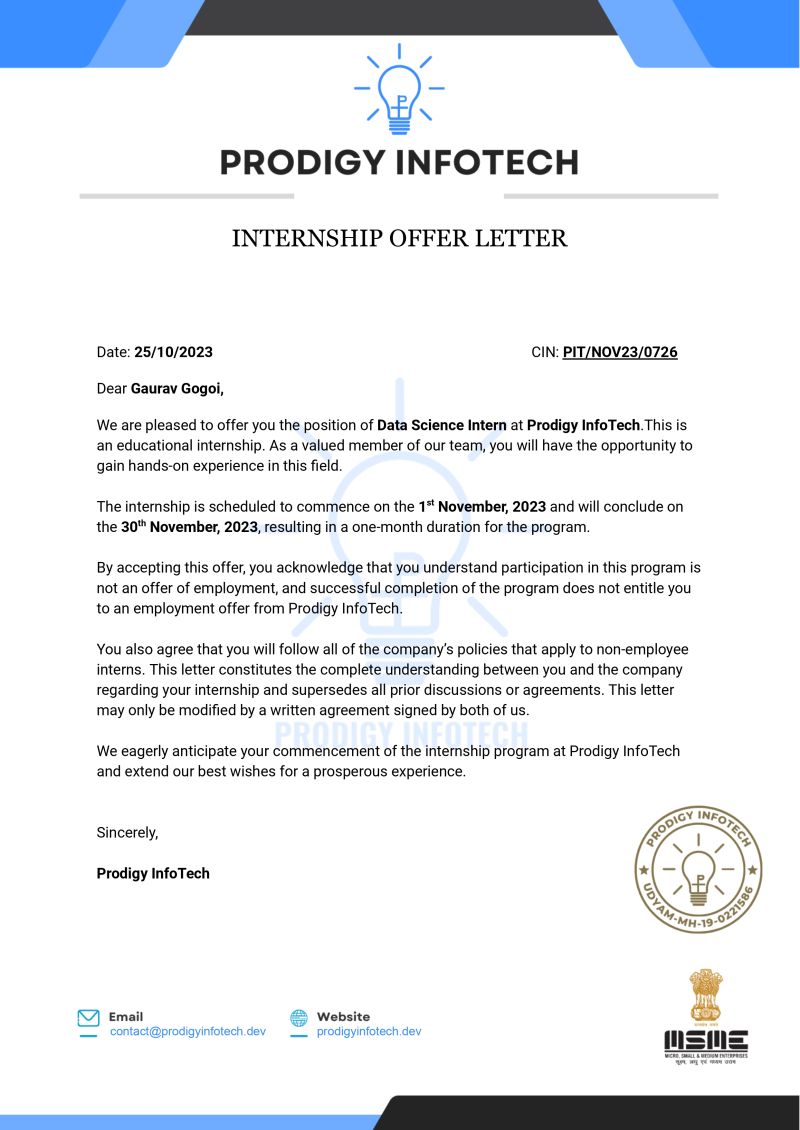 PRODIGY INFOTECH
INTERNSHIP OFFER LETTER
Date: 25/10/2023 CIN: PIT/NOV23/0726
Dear Gaurav Gogoi,
We are pleased to offer you the position of Data Science Intern at Prodigy InfoTech.This is
an educational internship. As a valued member of our team, you will have the opportunity to
gain hands-on experience in this field.
The internship is scheduled to commence on the 1st November, 2023 and will conclude on
the 30th November, 2023, resulting in a one-month duration for the program.
By accepting this offer, you acknowledge that you understand participation in this program is
not an offer of employment, and successful completion of the program does not entitle you
to an employment offer from Prodigy InfoTech.
You also agree that you will follow all of the company's policies that apply to non-employee
interns. This letter constitutes the complete understanding between you and the company
regarding your internship and supersedes all prior discussions or agreements. This letter
may only be modified by a written agreement signed by both of us.
PRODIGY INFOTECH
We eagerly anticipate your commencement of the internship program at Prodigy InfoTech
and extend our best wishes for a prosperous experience.
Sincerely,
Prodigy InfoTech
PRODIGY INFOTECH
UDYAM-MH-19-0221586
Email
contact@prodigyinfotech.dev
Website
prodigyinfotech.dev
MSME
MICRO, SMALL & MEDIUM ENTERPRISES
सूक्ष्म, लघु एवं मध्यम उद्यम